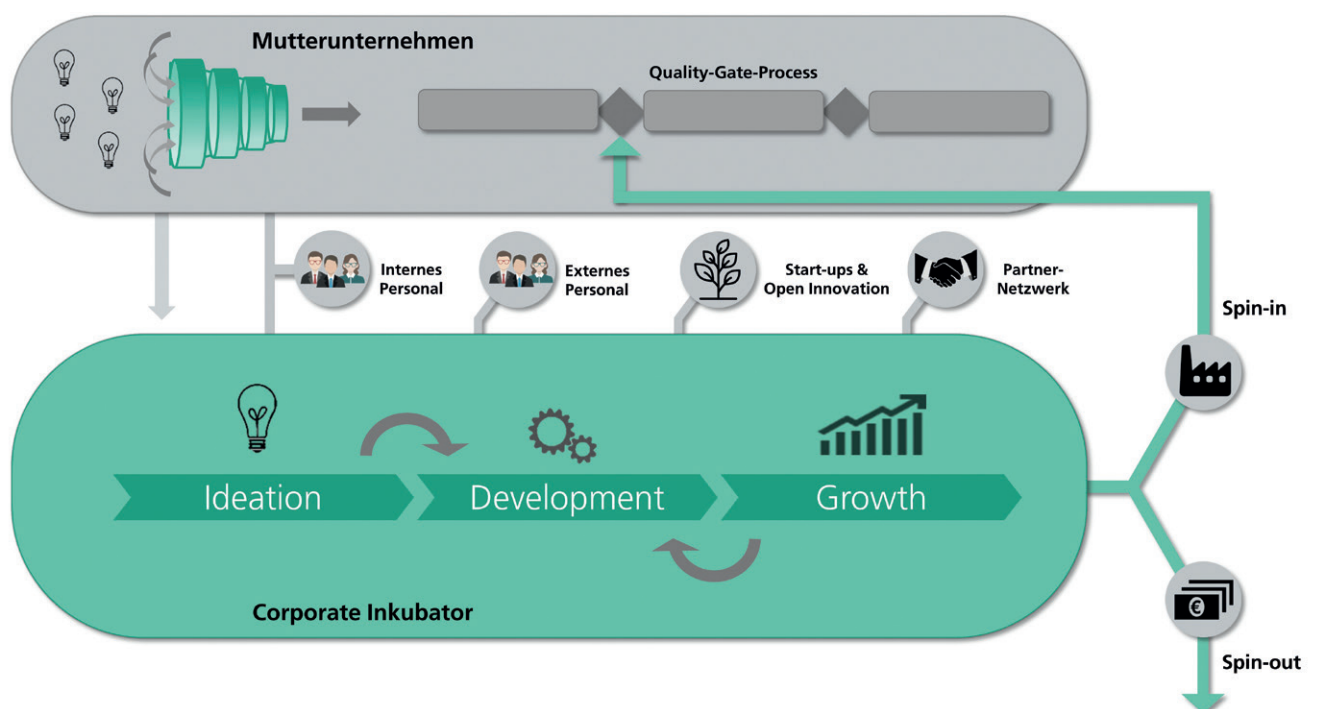 Mutterunternehmen
Quality-Gate-Process
Internes
Personal
Externes
Personal
Start-ups &
Open Innovation
Partner-
Netzwerk
Spin-in
Ideation
Development
Growth
Corporate Inkubator
€
Spin-out